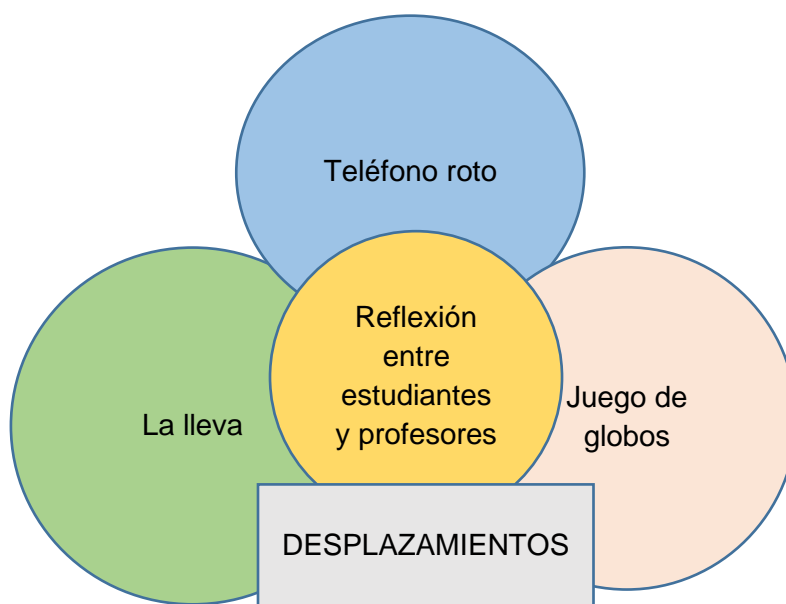 Teléfono roto
Reflexión
entre
estudiantes
y profesores
La lleva
Juego de
globos
DESPLAZAMIENTOS